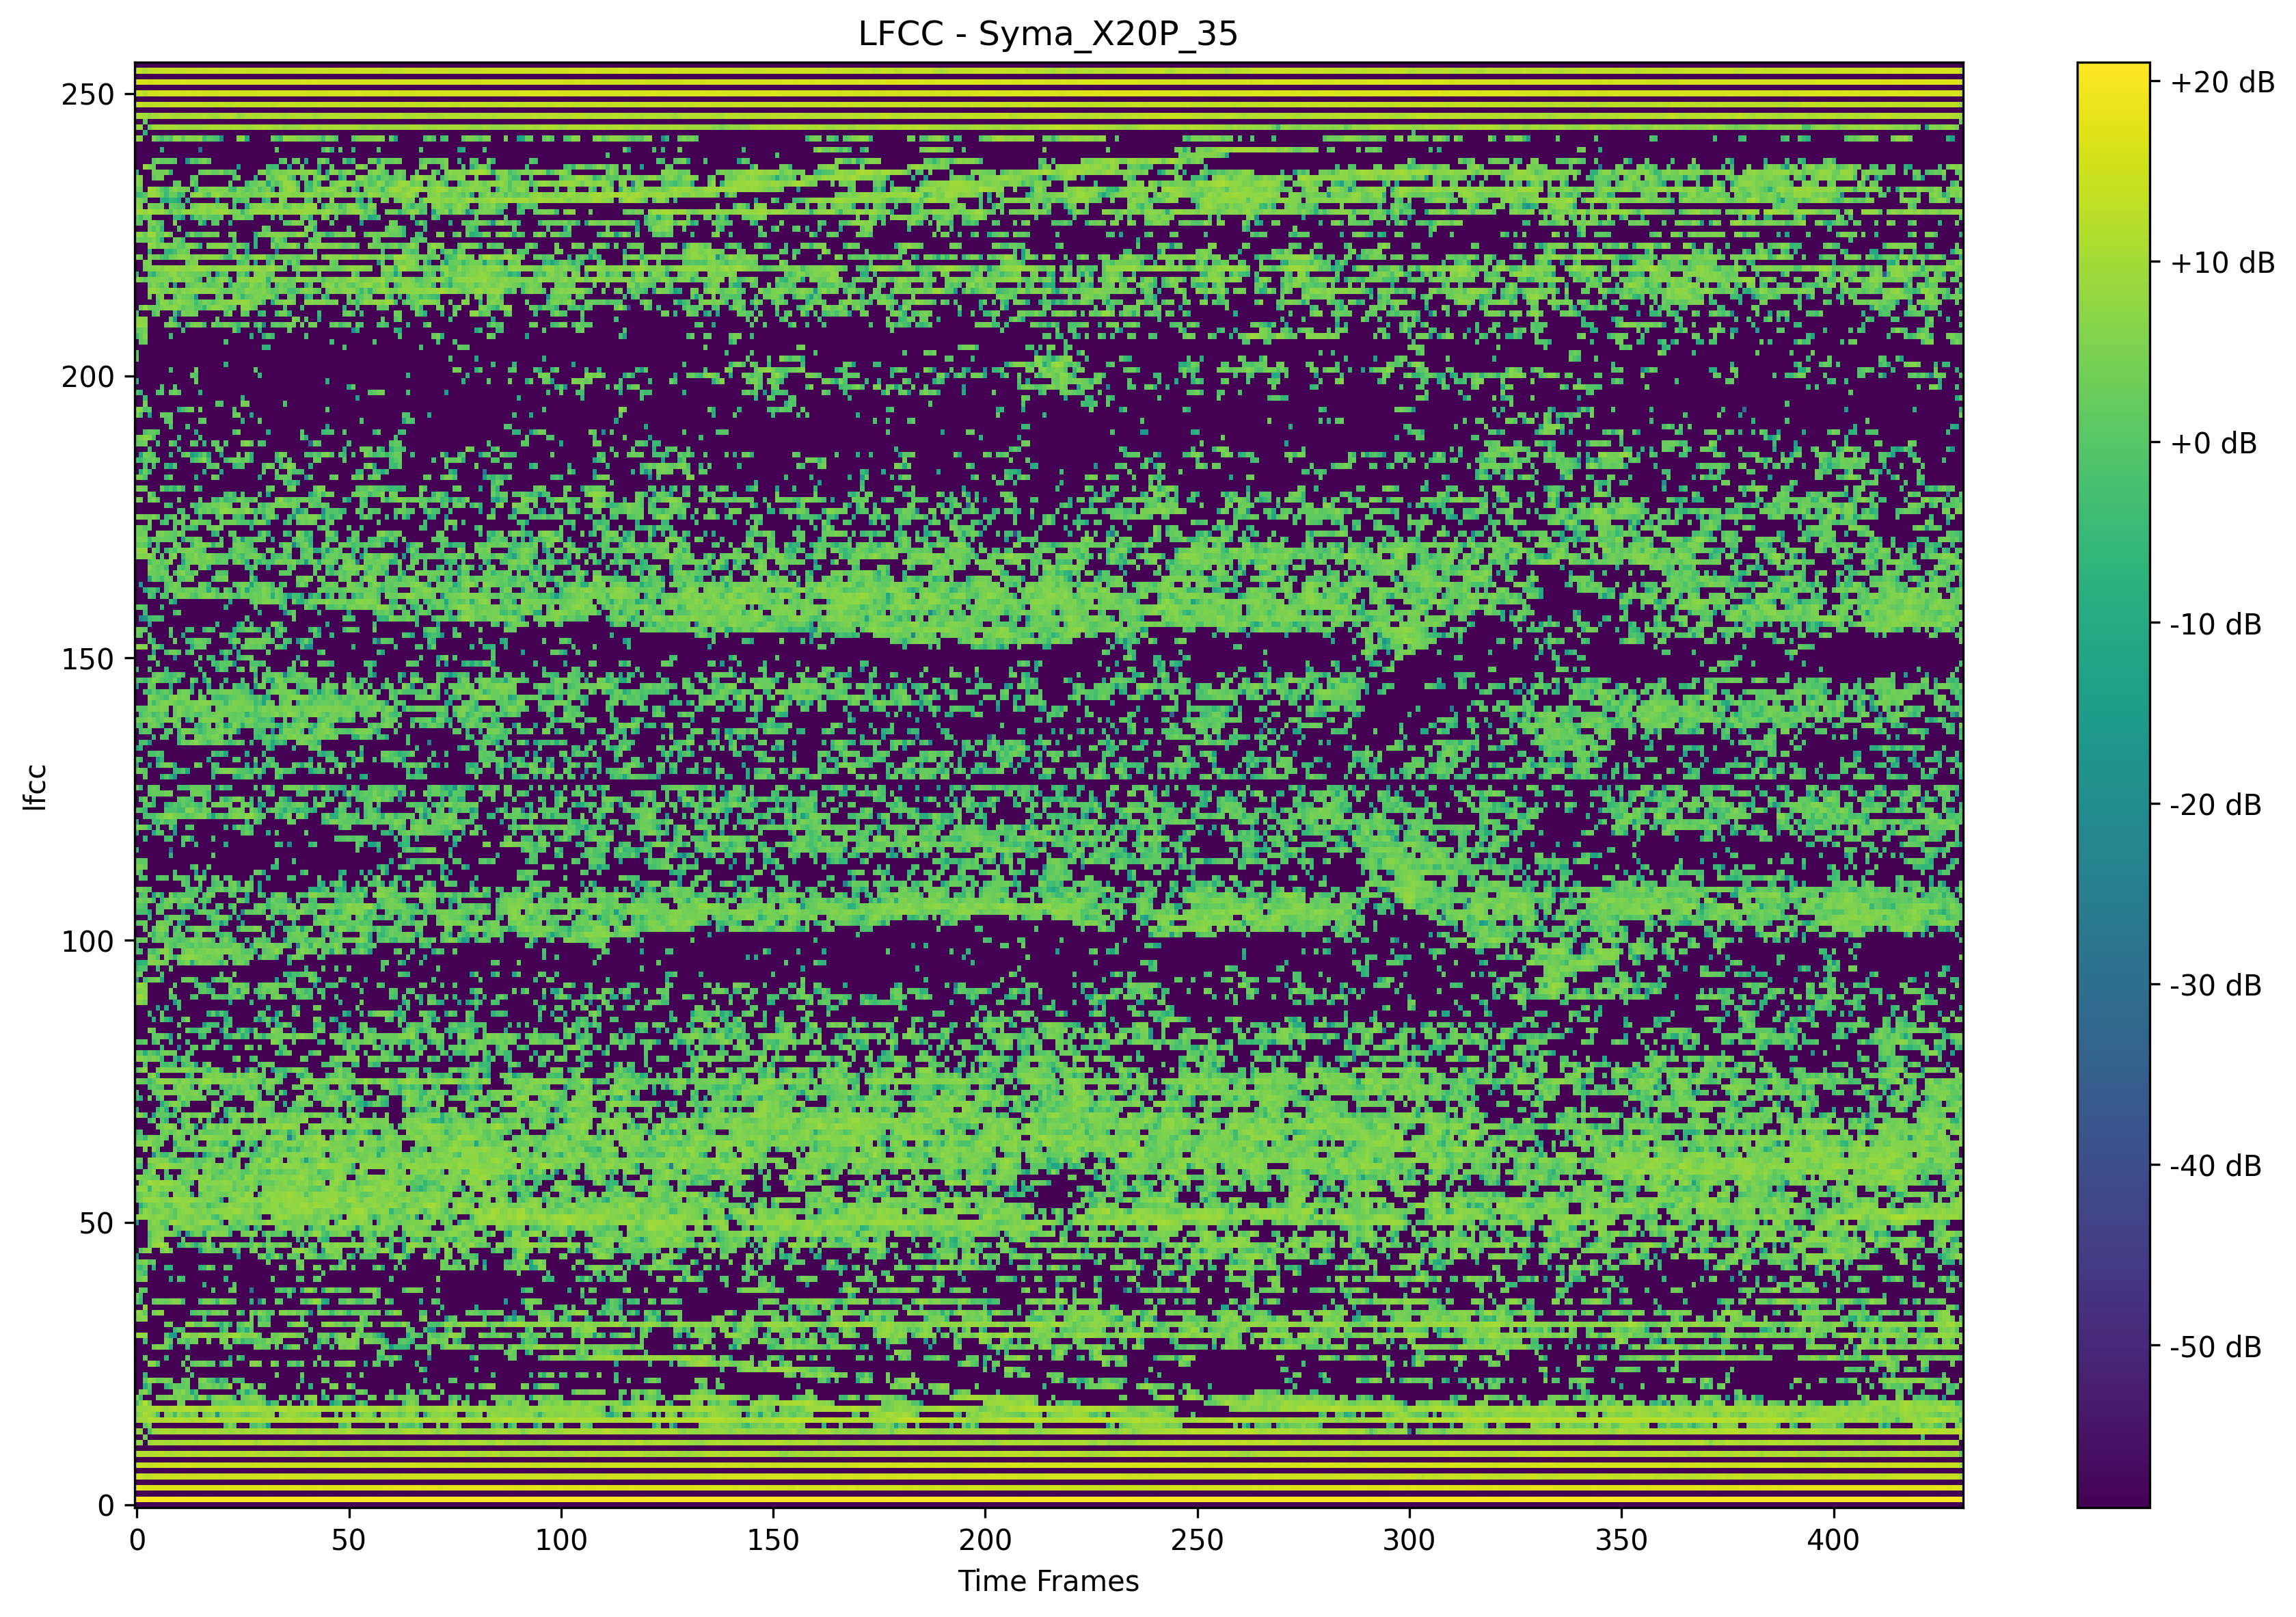 LFCC - Syma_X20P_35
250
200
150
100
50
0
lfcc
0 50 100 150 200 250 300 350 400
Time Frames
+20 dB
+10 dB
+0 dB
-10 dB
-20 dB
-30 dB
-40 dB
-50 dB